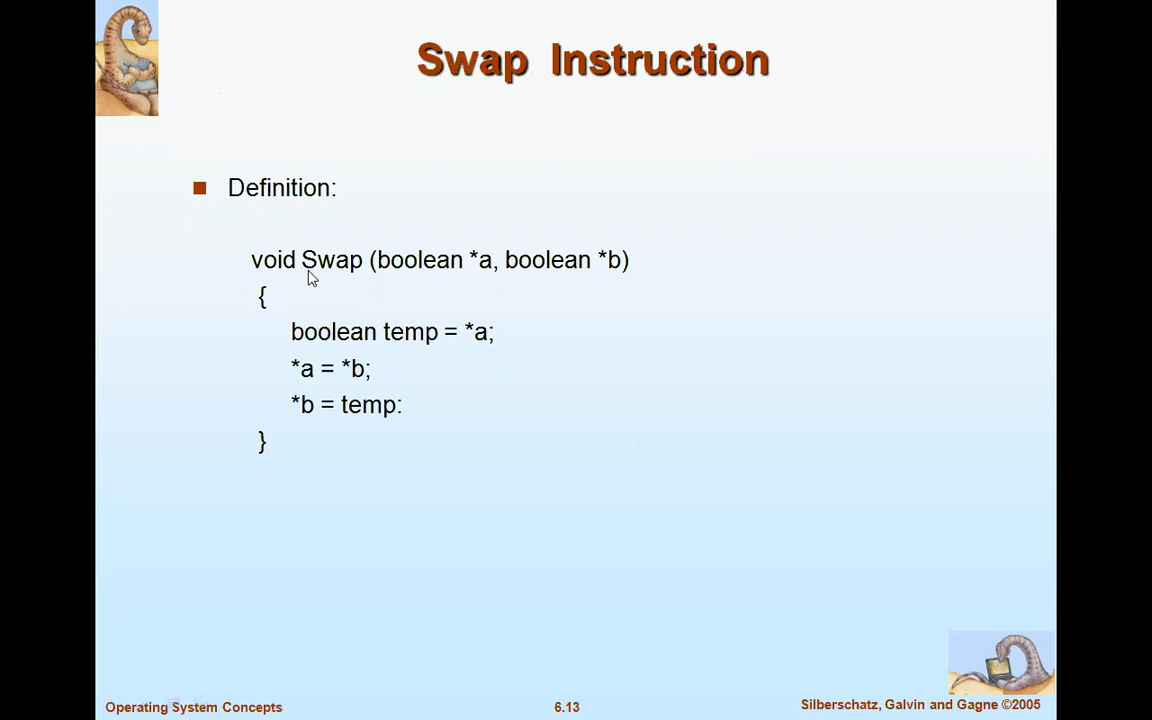 Swap Instruction
Definition:
void Swap (boolean *a, boolean *b)
{
boolean temp = *a;
*a = *b;
*b = temp:
}
Operating System Concepts
6.13
Silberschatz, Galvin and Gagne ©2005